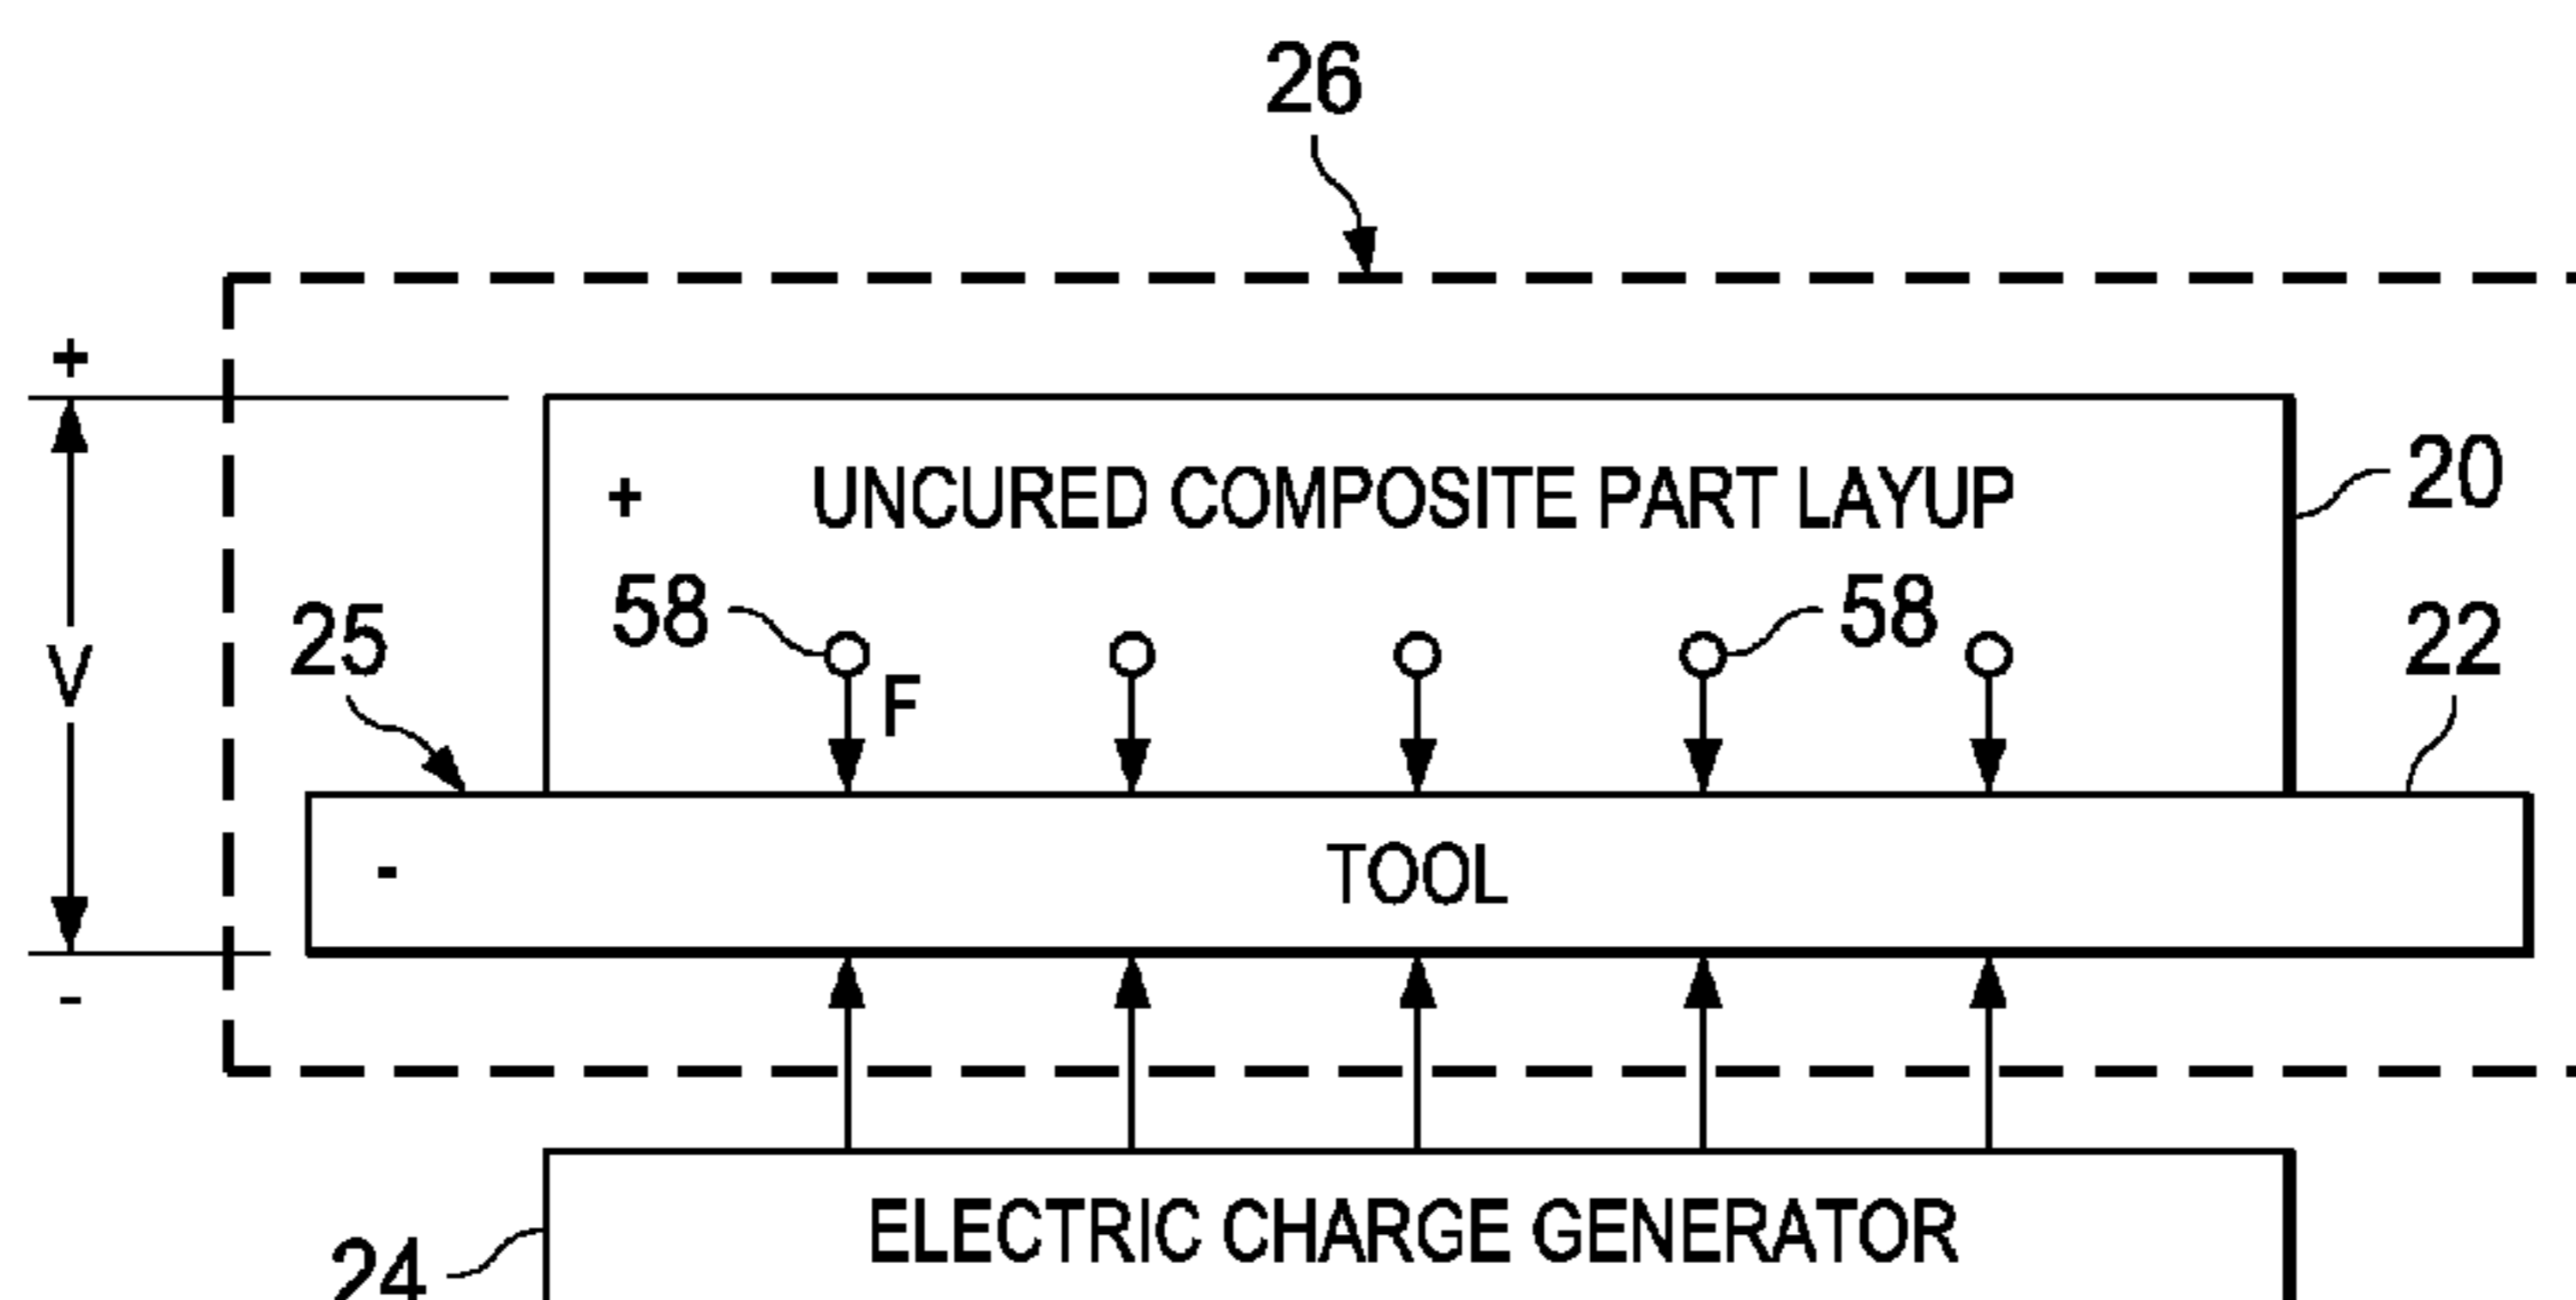 26
+
+ UNCURED COMPOSITE PART LAYUP
20
58
58
25
22
V
F
- TOOL
-
ELECTRIC CHARGE GENERATOR
24